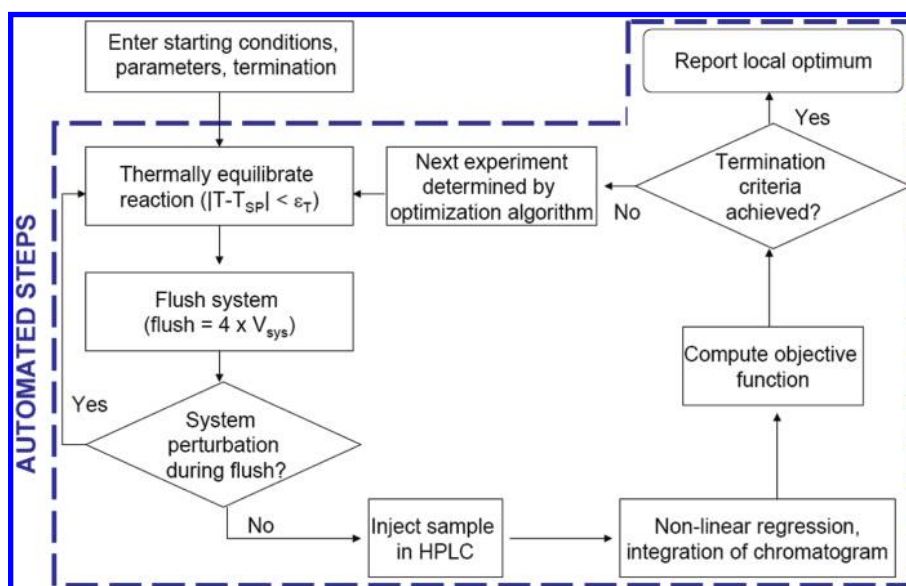 Enter starting conditions,
parameters, termination
Report local optimum
Yes
Thermally equilibrate
reaction (|T-T_SP| < ε_T)
Next experiment
determined by
optimization algorithm
No
Termination
criteria
achieved?
Flush system
(flush = 4 x V_sys)
Compute objective
function
Yes
System
perturbation
during flush?
No
Inject sample
in HPLC
Non-linear regression,
integration of chromatogram
AUTOMATED STEPS